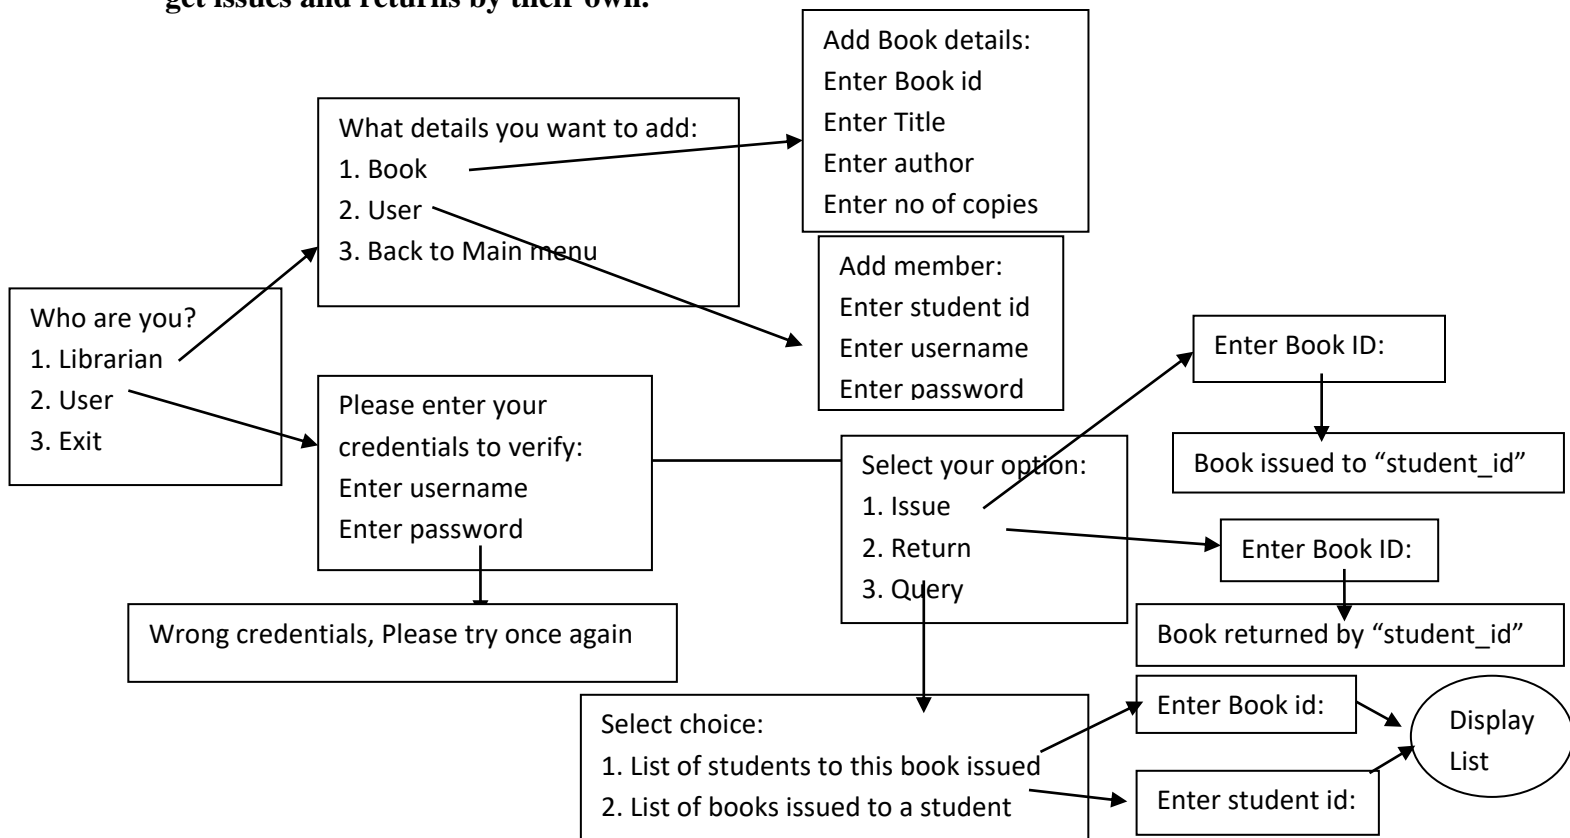 get issues and returns by their own.
Add Book details:
Enter Book id
Enter Title
Enter author
Enter no of copies
What details you want to add:
1. Book
2. User
3. Back to Main menu
Add member:
Enter student id
Enter username
Enter password
Who are you?
1. Librarian
2. User
3. Exit
Please enter your
credentials to verify:
Enter username
Enter password
Wrong credentials, Please try once again
Select your option:
1. Issue
2. Return
3. Query
Enter Book ID:
Book issued to “student_id”
Enter Book ID:
Book returned by “student_id”
Select choice:
1. List of students to this book issued
2. List of books issued to a student
Enter Book id:
Enter student id:
Display
List